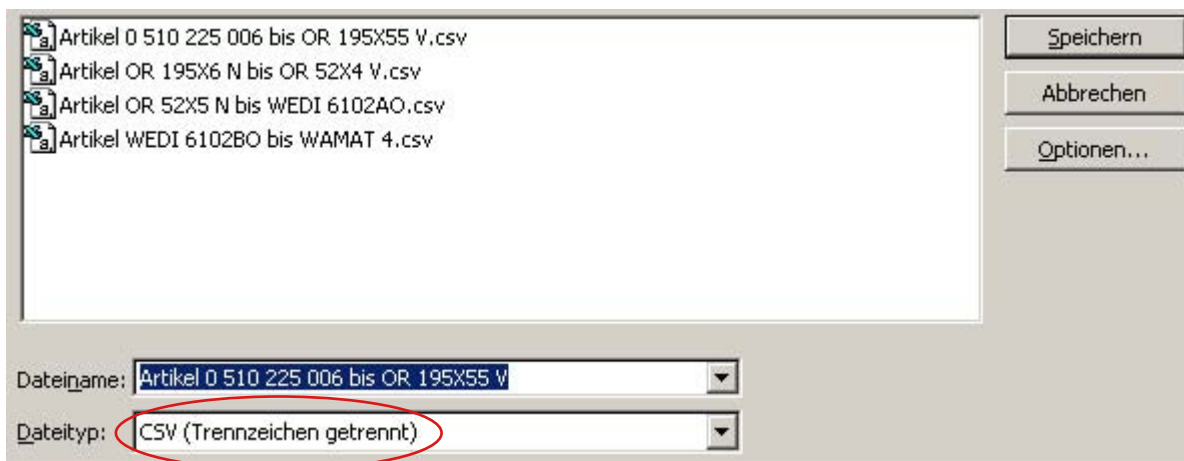 Artikel 0 510 225 006 bis OR 195X55 V.csv
Artikel OR 195X6 N bis OR 52X4 V.csv
Artikel OR 52X5 N bis WEDI 6102AO.csv
Artikel WEDI 6102BO bis WAMAT 4.csv
Speichern
Abbrechen
Optionen...
Dateiname: Artikel 0 510 225 006 bis OR 195X55 V
Dateityp: CSV (Trennzeichen getrennt)